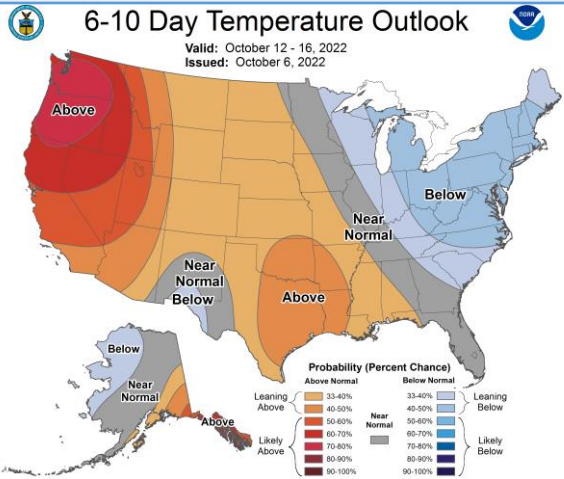 6-10 Day Temperature Outlook
Valid: October 12 - 16, 2022
Issued: October 6, 2022
NOAA
Above
Below
Near
Normal
Near
Normal
Below
Above
Below
Near
Normal
Above
Probability (Percent Chance)
Above Normal
Below Normal
Leaning
Above
33-40%
40-50%
Likely
Above
50-60%
60-70%
70-80%
80-90%
90-100%
Near
Normal
33-40%
40-50%
Leaning
Below
50-60%
60-70%
70-80%
80-90%
90-100%
Likely
Below